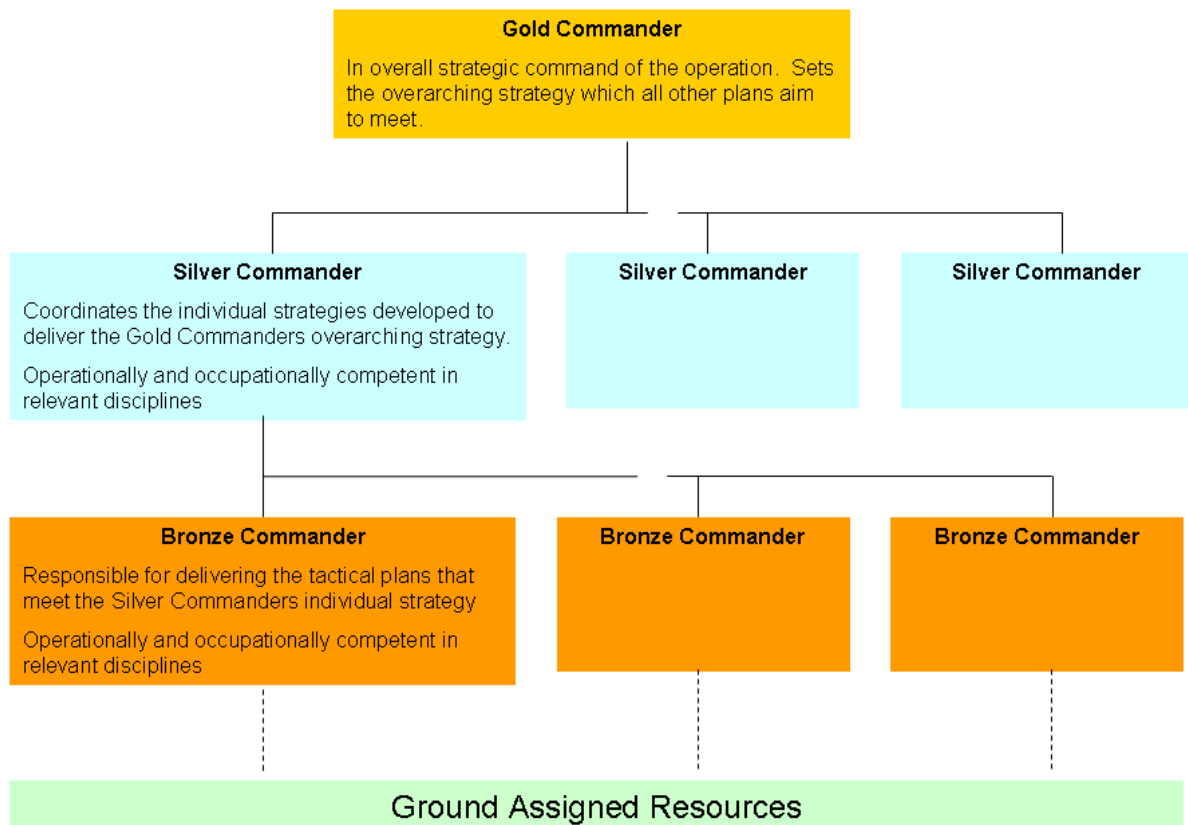 Gold Commander
In overall strategic command of the operation.  Sets
the overarching strategy which all other plans aim
to meet.
Silver Commander
Coordinates the individual strategies developed to
deliver the Gold Commanders overarching strategy.
Operationally and occupationally competent in
relevant disciplines
Silver Commander
Silver Commander
Bronze Commander
Responsible for delivering the tactical plans that
meet the Silver Commanders individual strategy
Operationally and occupationally competent in
relevant disciplines
Bronze Commander
Bronze Commander
Ground Assigned Resources